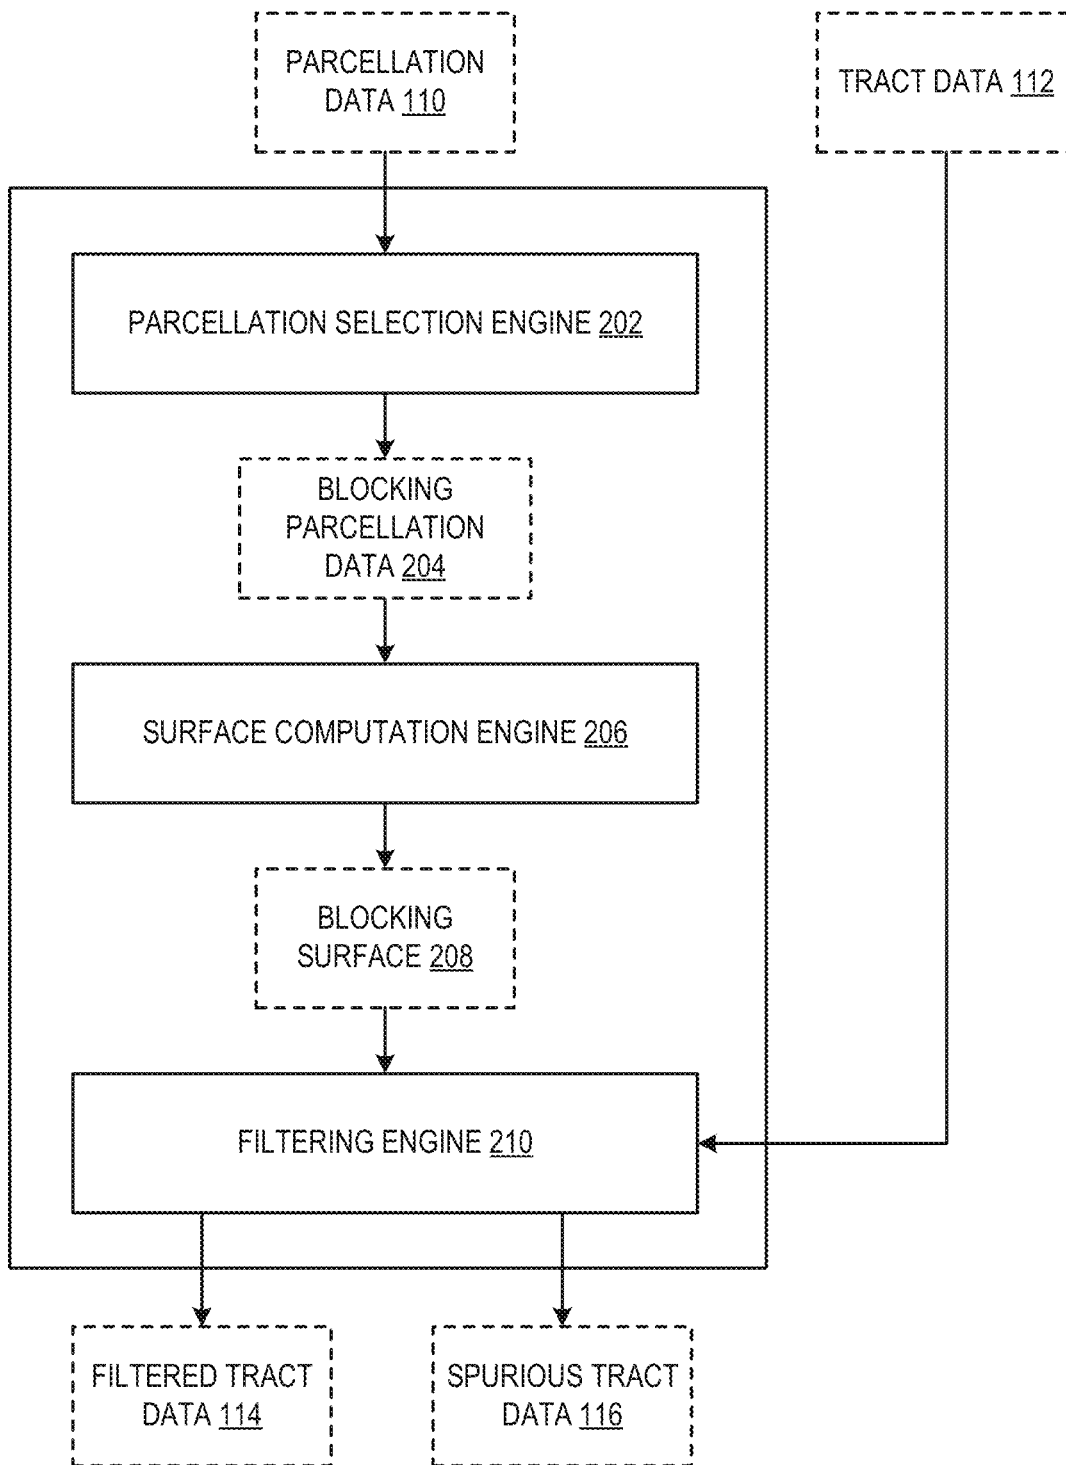 PARCELLATION
DATA 110
TRACT DATA 112
PARCELLATION SELECTION ENGINE 202
BLOCKING
PARCELLATION
DATA 204
SURFACE COMPUTATION ENGINE 206
BLOCKING
SURFACE 208
FILTERING ENGINE 210
FILTERED TRACT
DATA 114
SPURIOUS TRACT
DATA 116